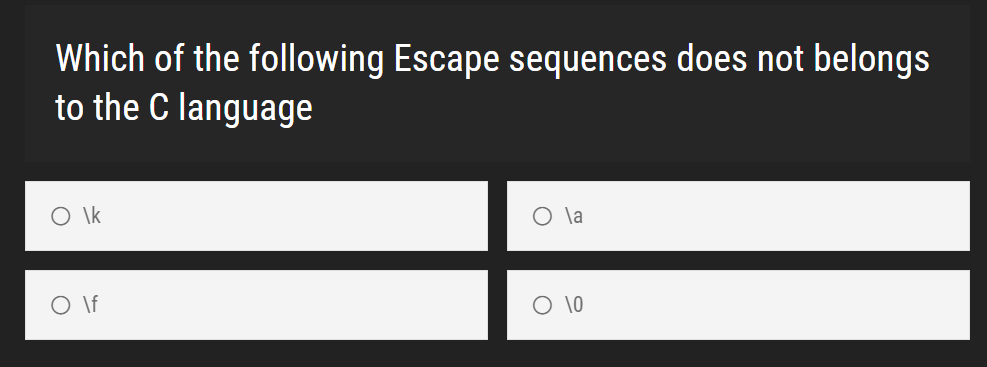 Which of the following Escape sequences does not belongs
to the C language
\k
\a
\f
\0